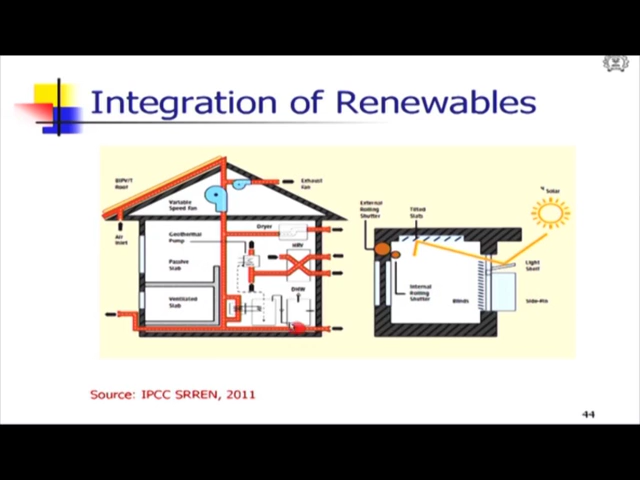 Integration of Renewables
BIPV/T
Roof
Exhaust
Fan
Variable
Speed Fan
Air
Inlet
Dryer
Geothermal
Pump
HRV
Passive
Slab
DHW
Ventilated
Slab
External
Rolling
Shutter
Tilted
Slats
Solar
Light
Shelf
Internal
Rolling
Shutter
Blinds
Source: IPCC SRREN, 2011
44